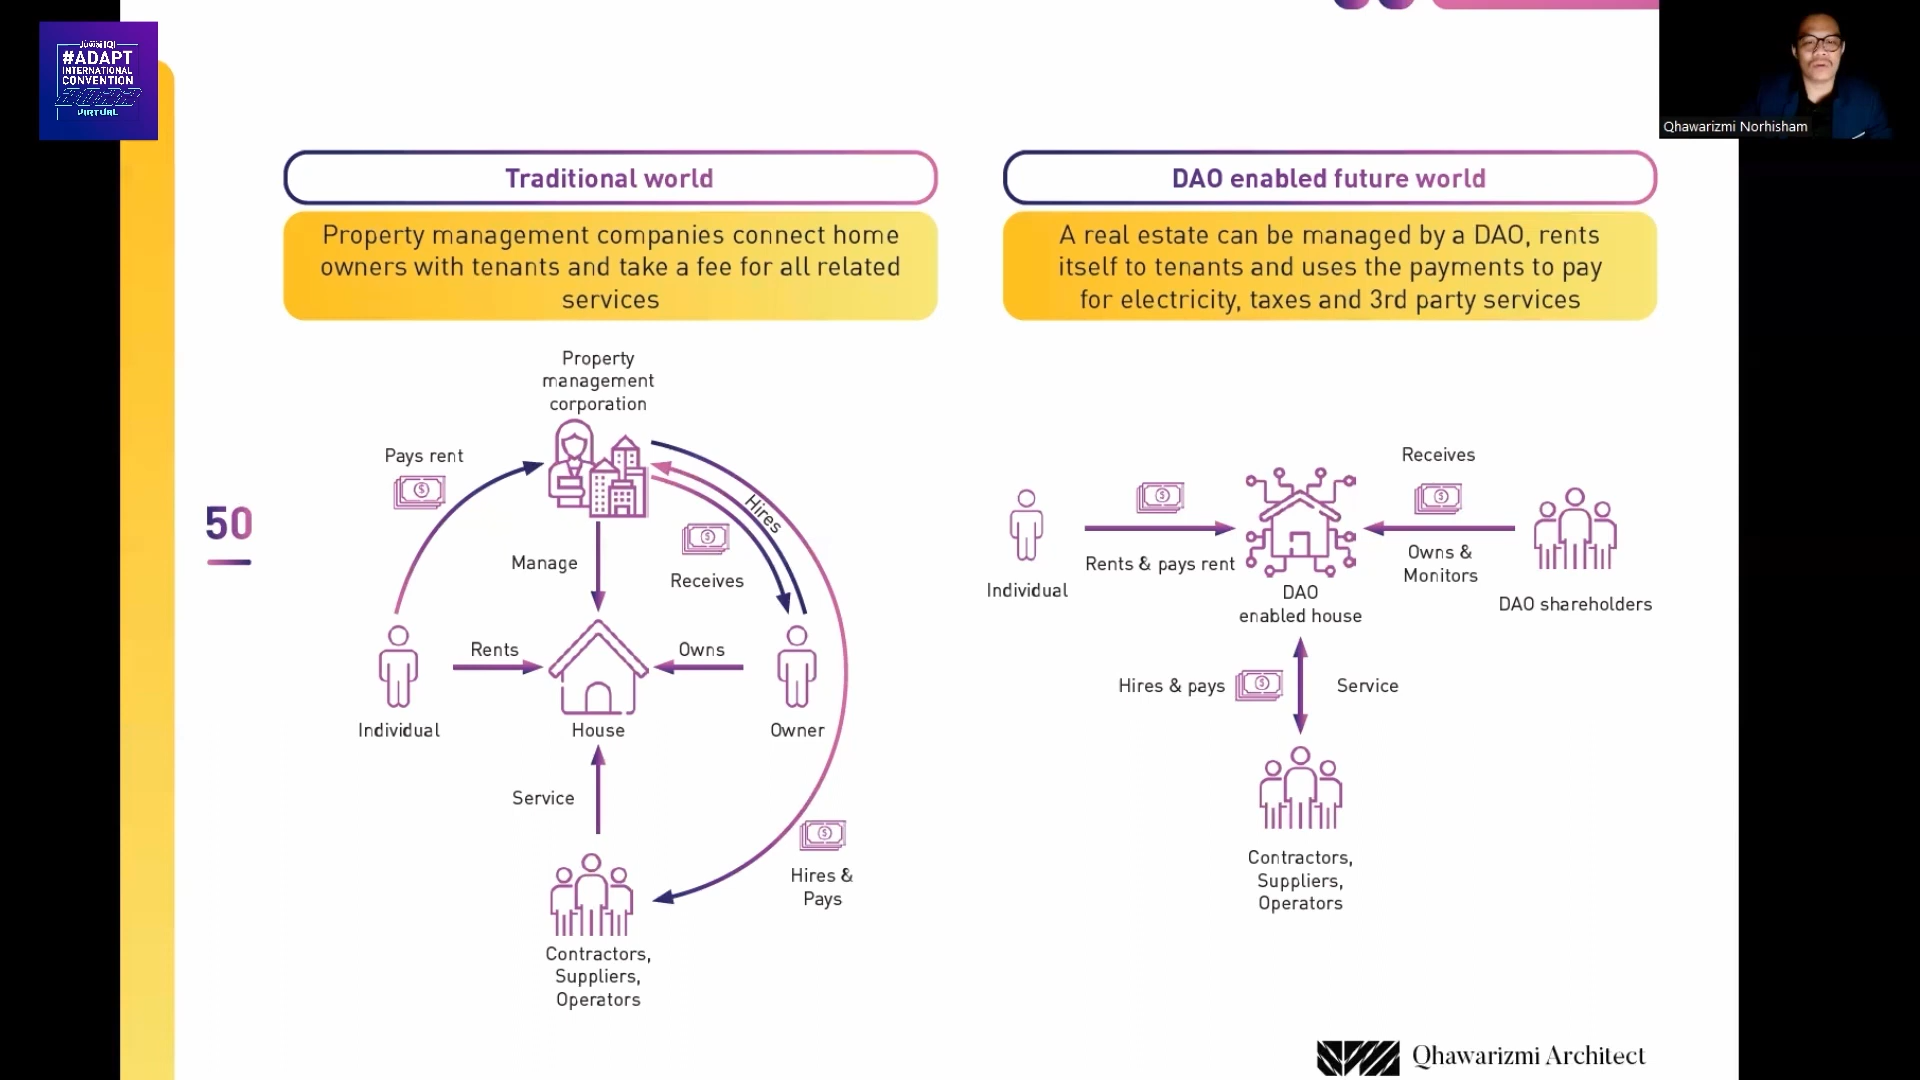 Juwai IQI
#ADAPT
INTERNATIONAL
CONVENTION
VIRTUAL
Qhawarizmi Norhisham
Traditional world
Property management companies connect home
owners with tenants and take a fee for all related
services
Property
management
corporation
Pays rent
Hires
Manage
Receives
Rents
Owns
Individual
House
Owner
Service
Hires &
Pays
Contractors,
Suppliers,
Operators
50
DAO enabled future world
A real estate can be managed by a DAO, rents
itself to tenants and uses the payments to pay
for electricity, taxes and 3rd party services
Receives
Rents & pays rent
Owns &
Monitors
Individual
DAO
enabled house
DAO shareholders
Hires & pays
Service
Contractors,
Suppliers,
Operators
Qhawarizmi Architect